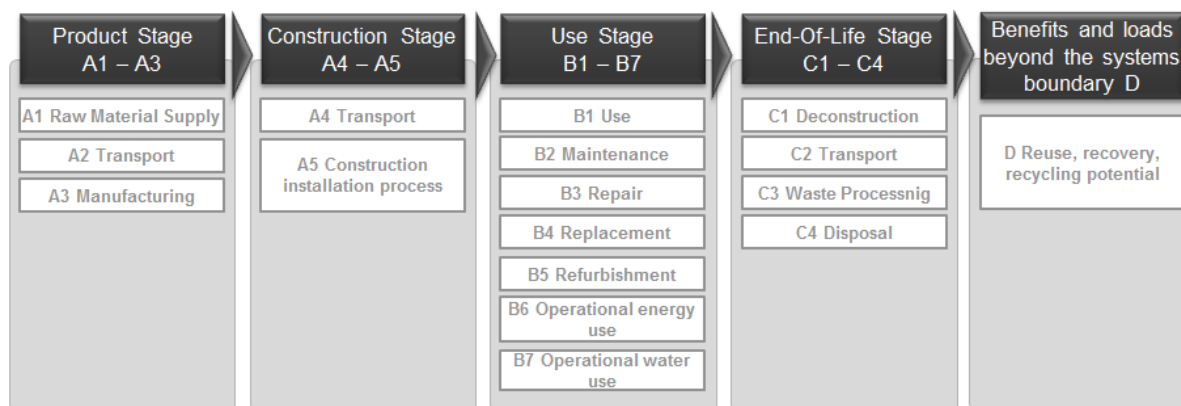 Product Stage
A1 – A3
A1 Raw Material Supply
A2 Transport
A3 Manufacturing
Construction Stage
A4 – A5
A4 Transport
A5 Construction
installation process
Use Stage
B1 – B7
B1 Use
B2 Maintenance
B3 Repair
B4 Replacement
B5 Refurbishment
B6 Operational energy
use
B7 Operational water
use
End-Of-Life Stage
C1 – C4
C1 Deconstruction
C2 Transport
C3 Waste Processnig
C4 Disposal
Benefits and loads
beyond the systems
boundary D
D Reuse, recovery,
recycling potential